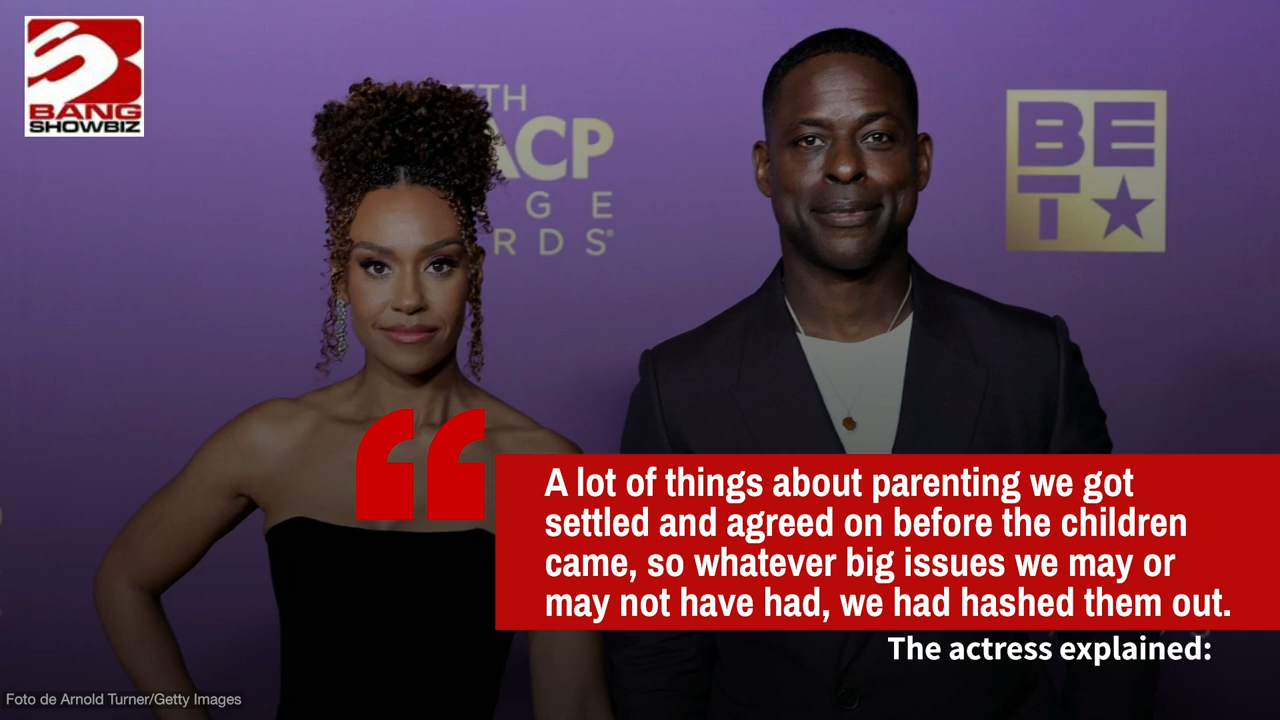 BANG
SHOWBIZ
ETH
ACP
GE
RDS®
BE
T
A lot of things about parenting we got
settled and agreed on before the children
came, so whatever big issues we may or
may not have had, we had hashed them out.
The actress explained:
Foto de Arnold Turner/Getty Images